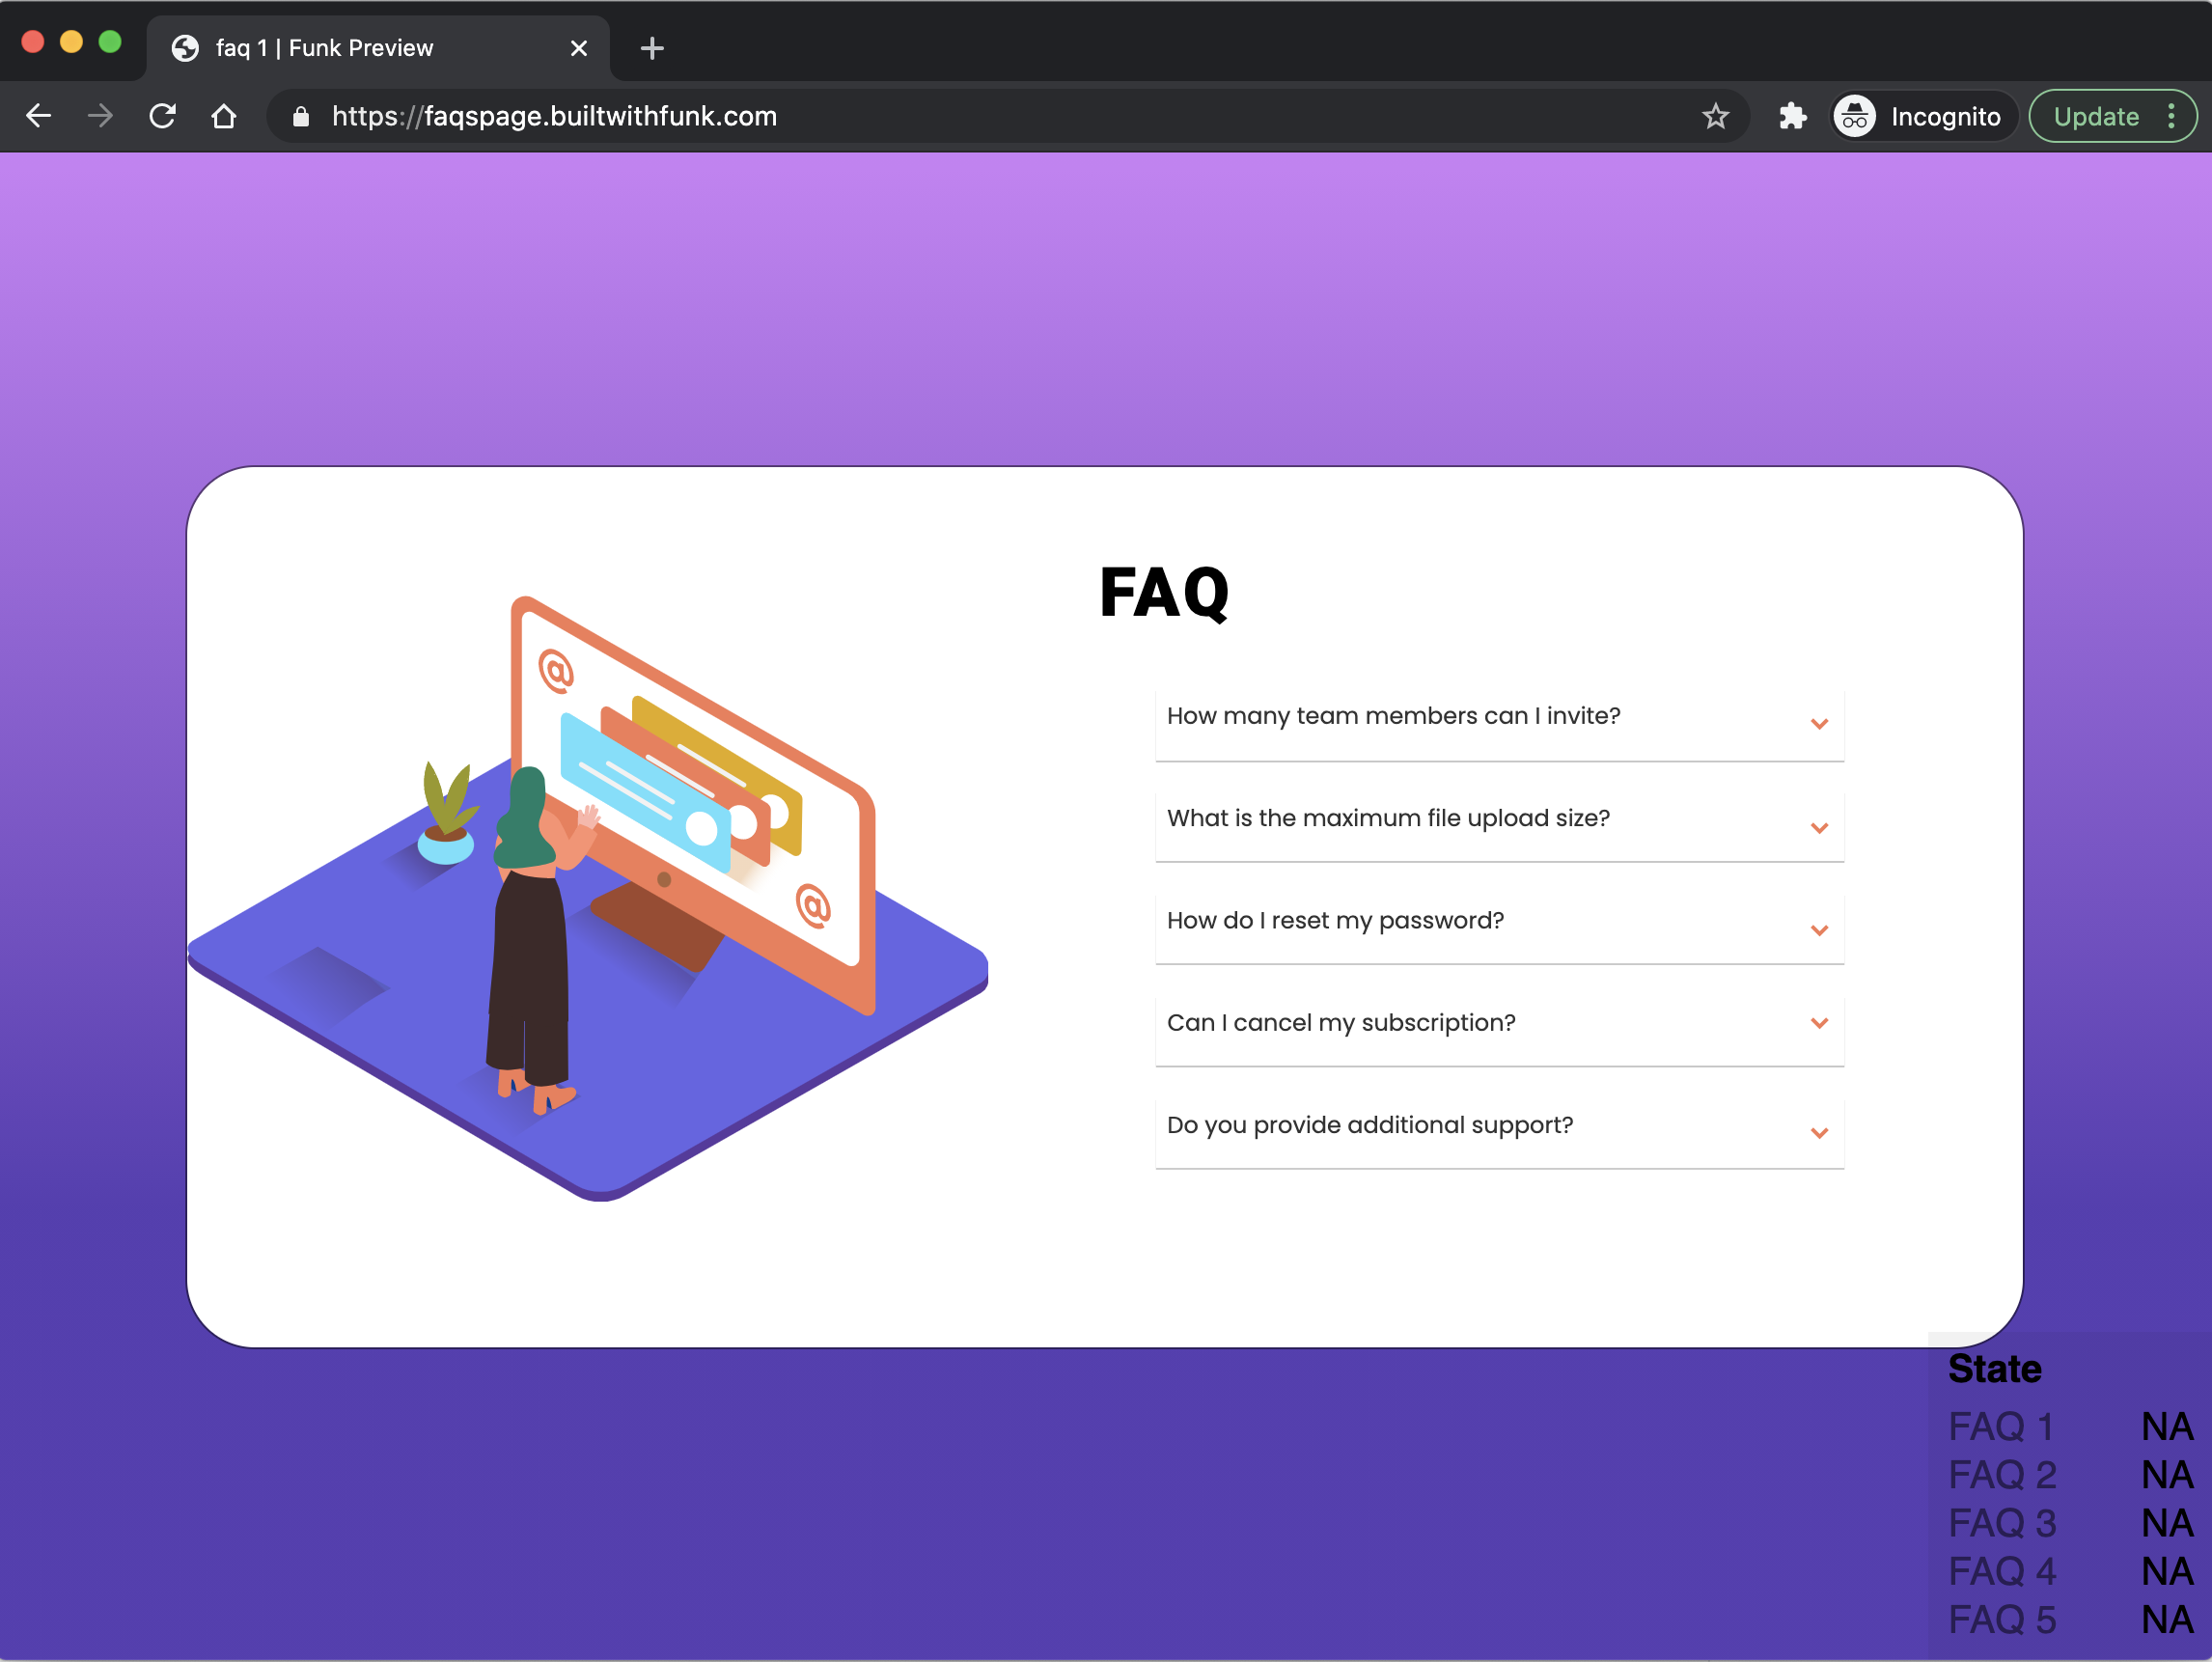 faq 1 | Funk Preview
https://faqspage.builtwithfunk.com
Incognito
Update
FAQ
@
@
How many team members can I invite?
What is the maximum file upload size?
How do I reset my password?
Can I cancel my subscription?
Do you provide additional support?
State
FAQ 1 NA
FAQ 2 NA
FAQ 3 NA
FAQ 4 NA
FAQ 5 NA